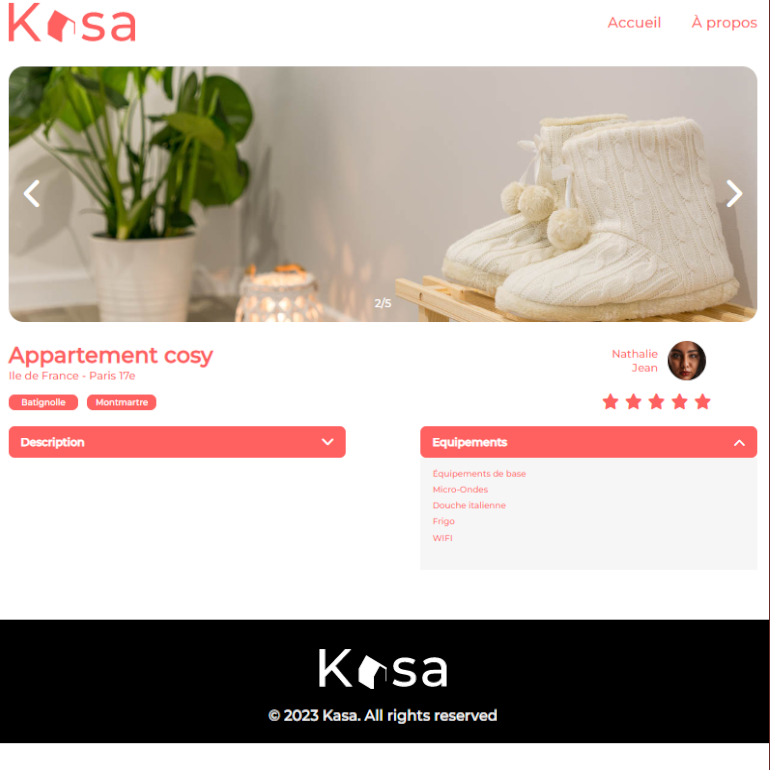 Kasa
Accueil
À propos
2/5
Appartement cosy
Ile de France - Paris 17e
Batignolle
Montmartre
Nathalie
Jean
Description
Equipements
Équipements de base
Micro-Ondes
Douche italienne
Frigo
WIFI
Kasa
© 2023 Kasa. All rights reserved